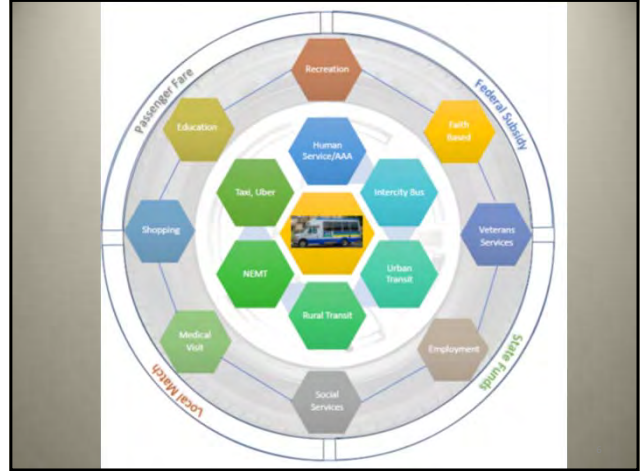 Passenger Fare
Federal Subsidy
Recreation
Education
Faith
Based
Human
Service/AAA
Taxi, Uber
Intercity Bus
Shopping
Veterans
Services
NEMT
Urban
Transit
Rural Transit
Medical
Visit
Employment
Social
Services
Local Match
State Funds